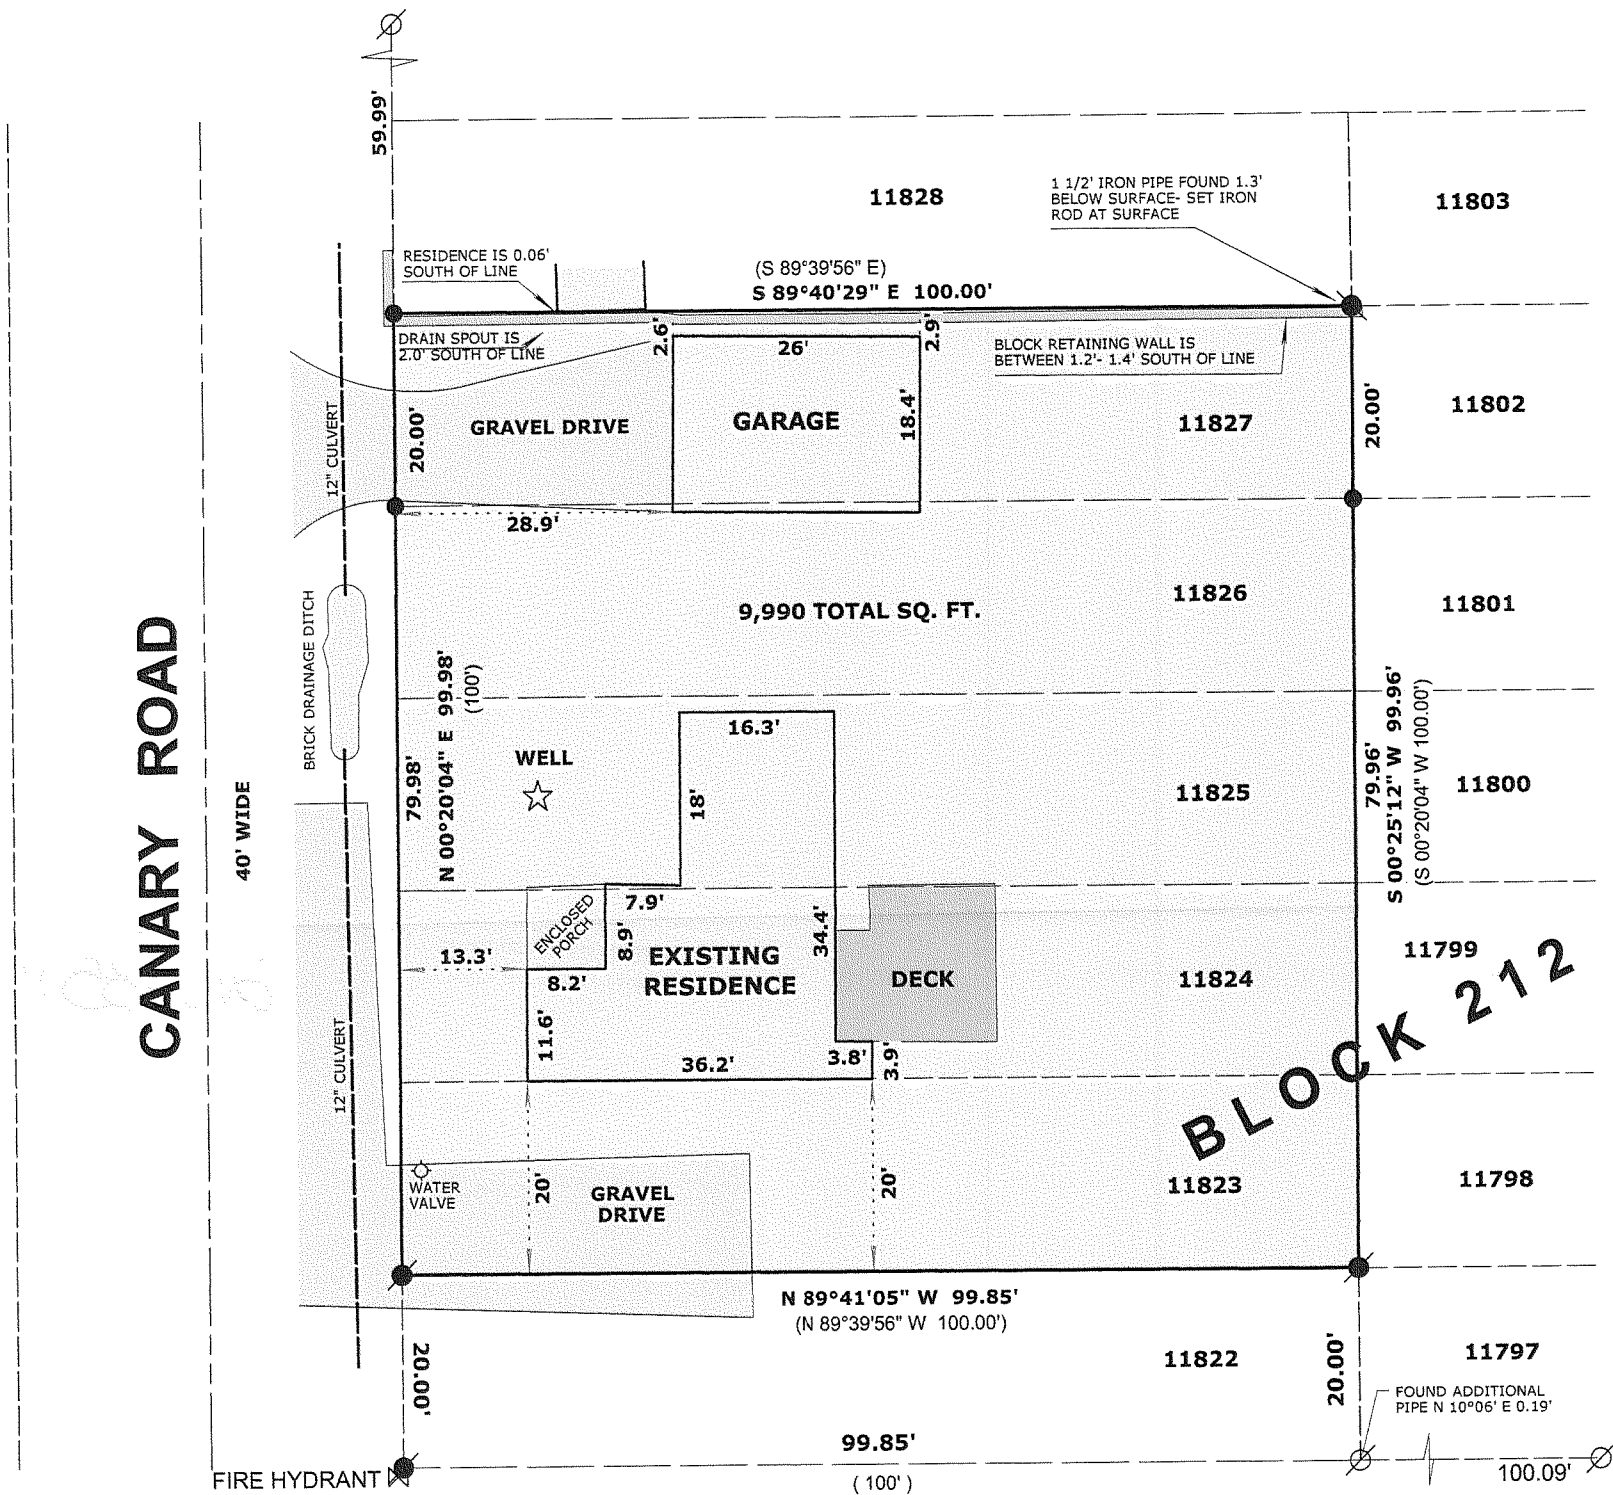 59.99'
11828
1 1/2' IRON PIPE FOUND 1.3'
BELOW SURFACE- SET IRON
ROD AT SURFACE
11803
RESIDENCE IS 0.06'
SOUTH OF LINE
(S 89°39'56" E)
S 89°40'29" E 100.00'
DRAIN SPOUT IS
2.0' SOUTH OF LINE
2.6'
26'
2.9'
BLOCK RETAINING WALL IS
BETWEEN 1.2'- 1.4' SOUTH OF LINE
12" CULVERT
20.00'
GRAVEL DRIVE
GARAGE
18.4'
11827
20.00'
11802
28.9'
BRICK DRAINAGE DITCH
9,990 TOTAL SQ. FT.
11826
11801
CANARY ROAD
40' WIDE
79.98'
N 00°20'04" E 99.98'
(100')
WELL
16.3'
18'
11825
79.96'
S 00°25'12" W 99.96'
(S 00°20'04" W 100.00')
11800
ENCLOSED
PORCH
7.9'
8.9'
34.4'
13.3'
8.2'
EXISTING
RESIDENCE
DECK
11824
11799
BLOCK 212
12" CULVERT
11.6'
36.2'
3.8'
3.9'
WATER
VALVE
20'
GRAVEL
DRIVE
20'
11823
11798
N 89°41'05" W 99.85'
(N 89°39'56" W 100.00')
20.00'
11822
20.00'
11797
FOUND ADDITIONAL
PIPE N 10°06' E 0.19'
99.85'
FIRE HYDRANT
( 100' )
100.09'